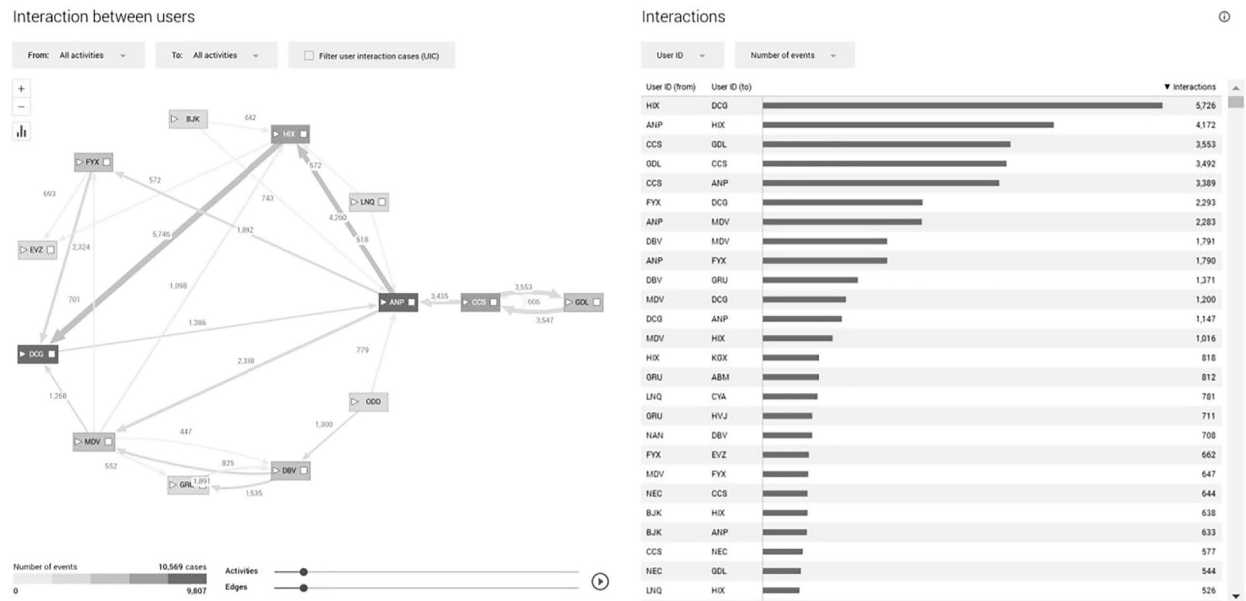 Interaction between users
From: All activities
To: All activities
Filter user interaction cases (UIC)
+
−
BJK
642
HIX
FYX
572
572
693
743
LNQ
4,260
EVZ
2,324
5,746
1,892
518
701
1,098
ANP
3,435
CCS
3,553
606
GDL
3,547
1,386
DCG
2,338
779
1,268
ODD
1,300
MDV
447
552
825
DBV
GRU
1,891
1,535
Number of events 10,569 cases
0 9,807
Activities
Edges
Interactions
User ID
Number of events
User ID (from) User ID (to) ▼ Interactions
HIX DCG 5,726
ANP HIX 4,172
CCS GDL 3,553
GDL CCS 3,492
CCS ANP 3,389
FYX DCG 2,293
ANP MDV 2,283
DBV MDV 1,791
ANP FYX 1,790
DBV GRU 1,371
MDV DCG 1,200
DCG ANP 1,147
MDV HIX 1,016
HIX KGX 818
GRU ABM 812
LNQ CYA 781
GRU HVJ 711
NAN DBV 708
FYX EVZ 662
MDV FYX 647
NEC CCS 644
BJK HIX 638
BJK ANP 633
CCS NEC 577
NEC GDL 544
LNQ HIX 526